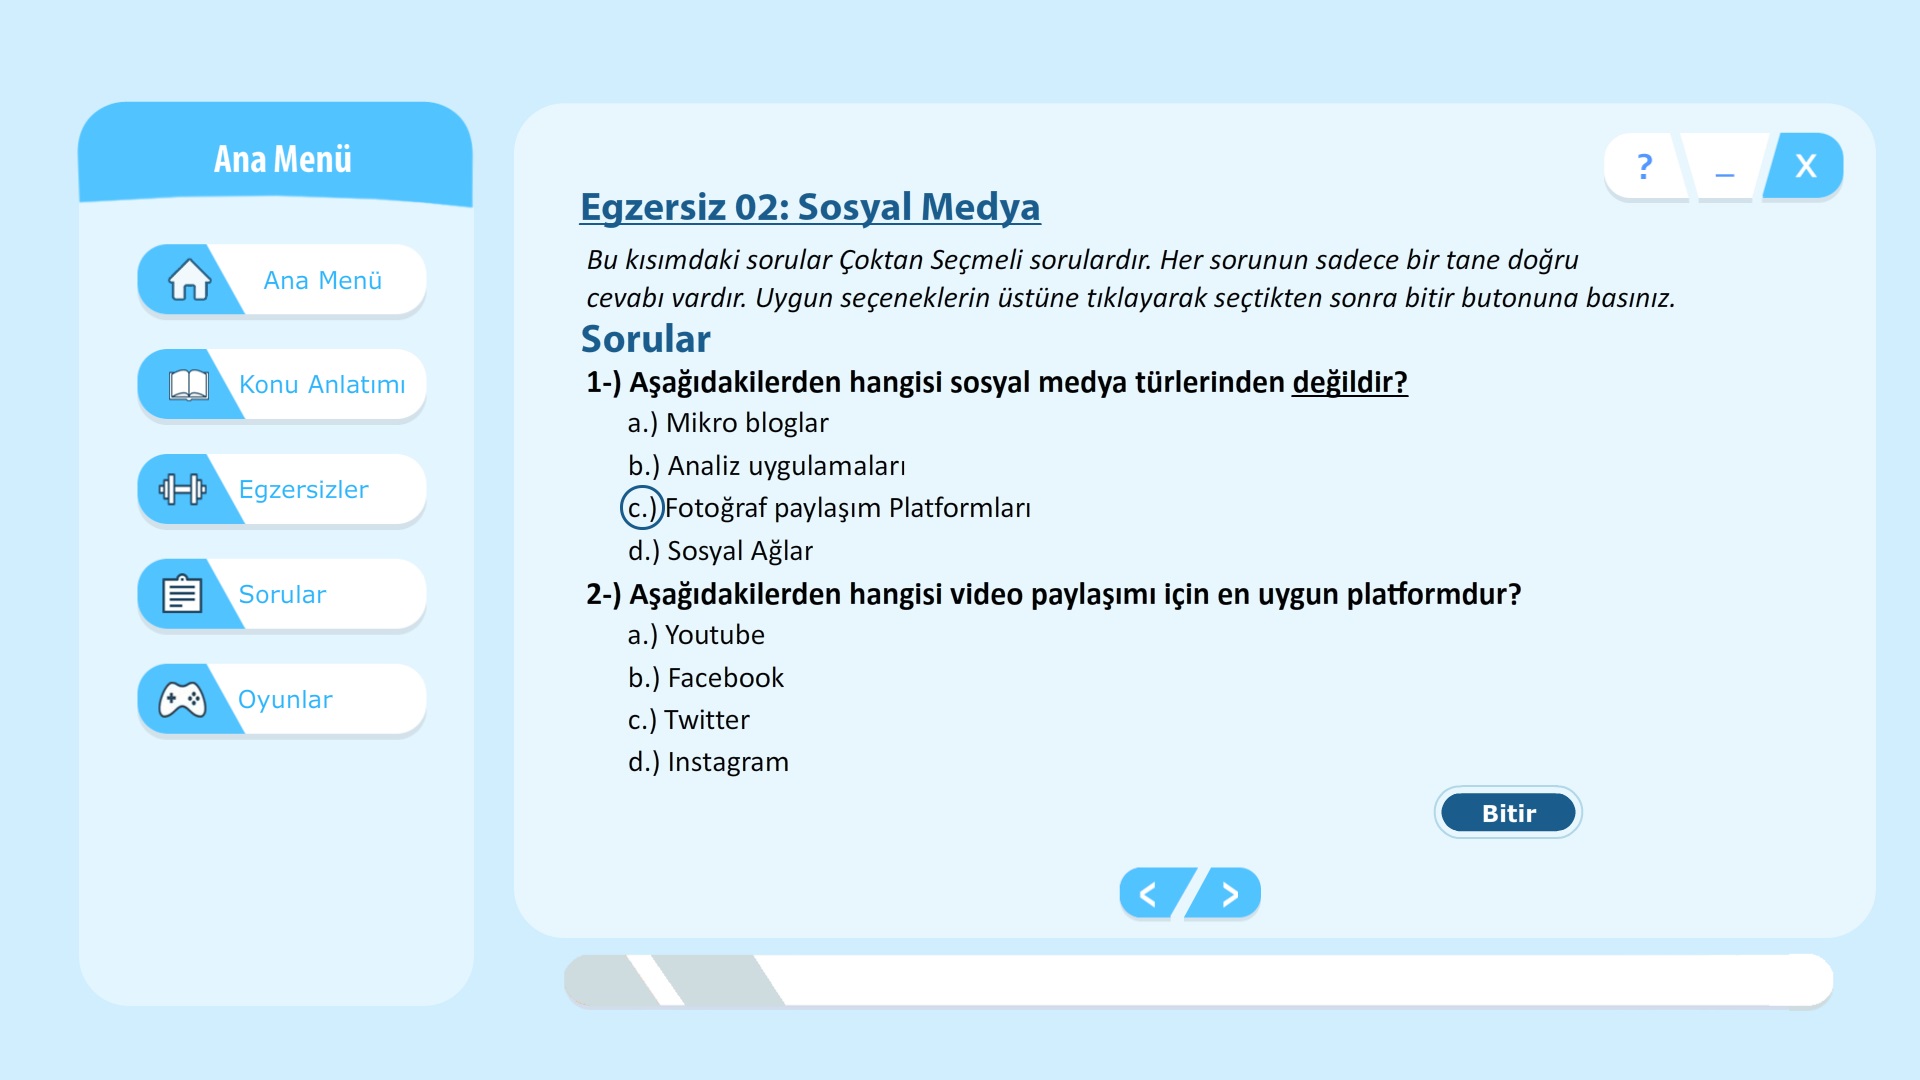 Ana Menü
Ana Menü
Konu Anlatımı
Egzersizler
Sorular
Oyunlar
? _ X
Egzersiz 02: Sosyal Medya
Bu kısımdaki sorular Çoktan Seçmeli sorulardır. Her sorunun sadece bir tane doğru
cevabı vardır. Uygun seçeneklerin üstüne tıklayarak seçtikten sonra bitir butonuna basınız.
Sorular
1-) Aşağıdakilerden hangisi sosyal medya türlerinden değildir?
a.) Mikro bloglar
b.) Analiz uygulamaları
c.) Fotoğraf paylaşım Platformları
d.) Sosyal Ağlar
2-) Aşağıdakilerden hangisi video paylaşımı için en uygun platformdur?
a.) Youtube
b.) Facebook
c.) Twitter
d.) Instagram
Bitir
< >